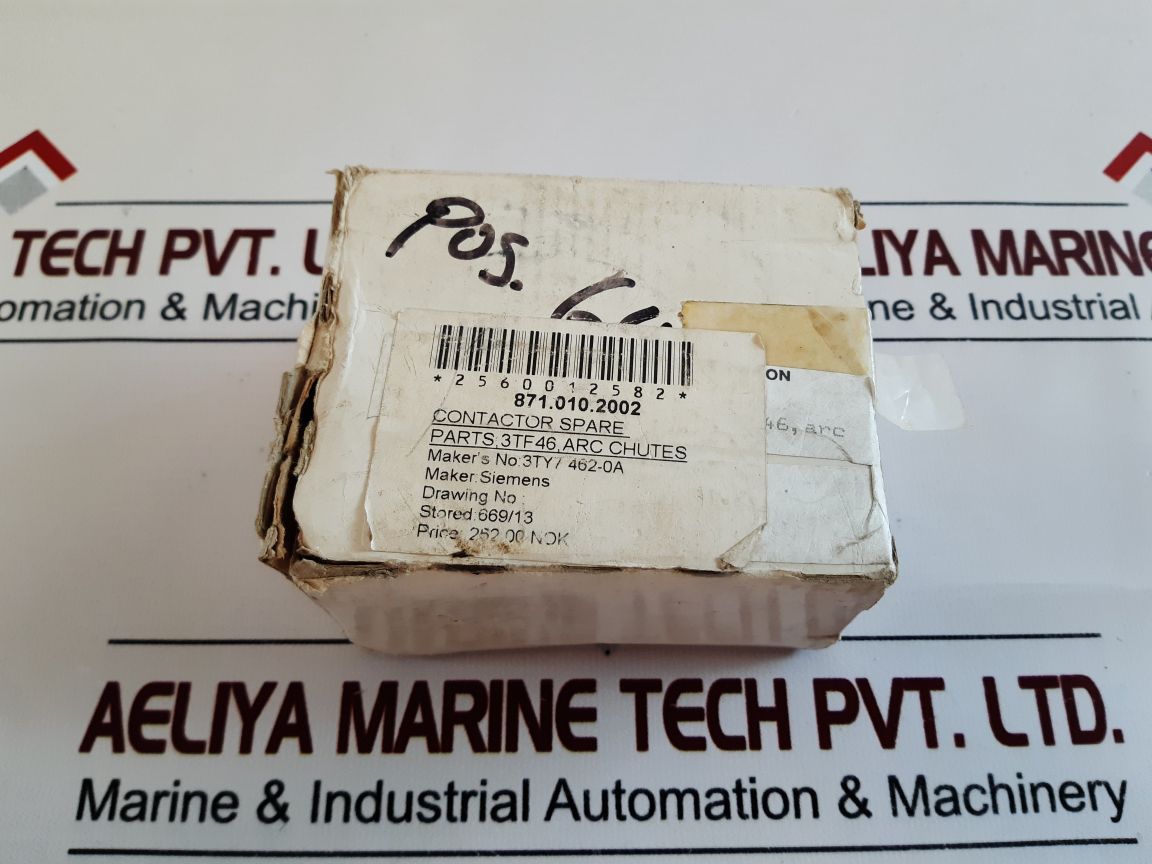 TECH PVT. L
LIYA MARINE
omation & Machi
ne & Industrial
Pos.
*2560012582*
871.010.2002
CONTACTOR SPARE
PARTS,3TF46,ARC CHUTES
Maker's No:3TY7 462-0A
Maker:Siemens
Drawing No :
Stored:669/13
Price: 252.00 NOK
ON
46,arc
AELIYA MARINE TECH PVT. LTD.
Marine & Industrial Automation & Machinery